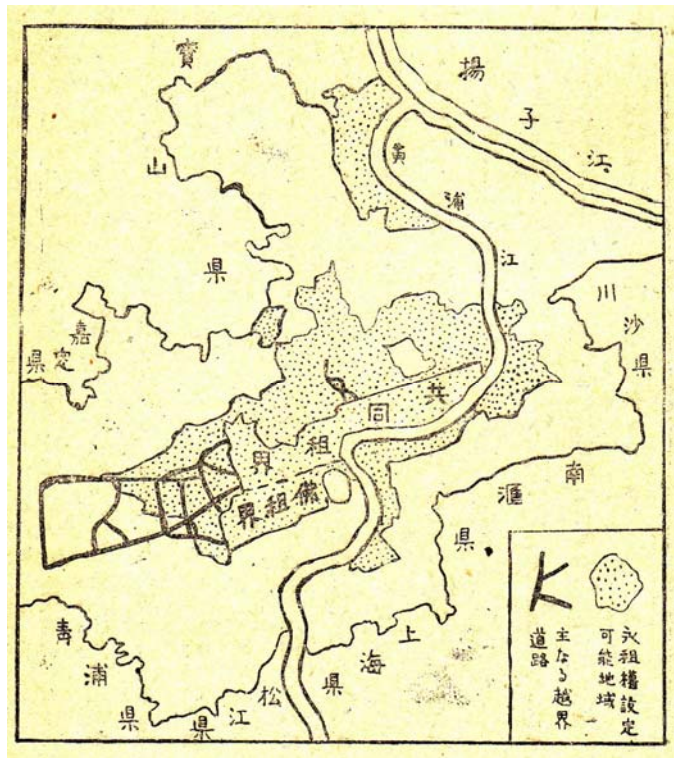 揚子江
黄浦江
寶山県
嘉定県
川沙県
南滙県
共同租界
佛租界
上海県
松江県
青浦県
永租權設定
可能地域
主なる越界
道路